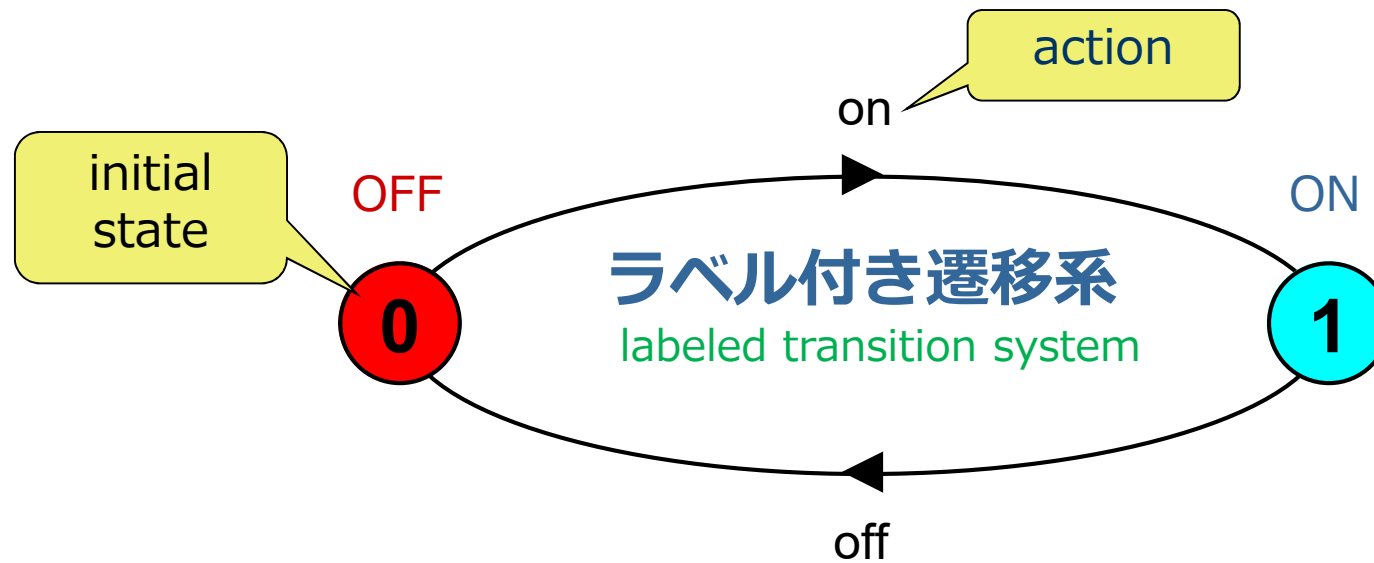 action
on
initial
state
OFF
ON
ラベル付き遷移系
labeled transition system
0
1
off